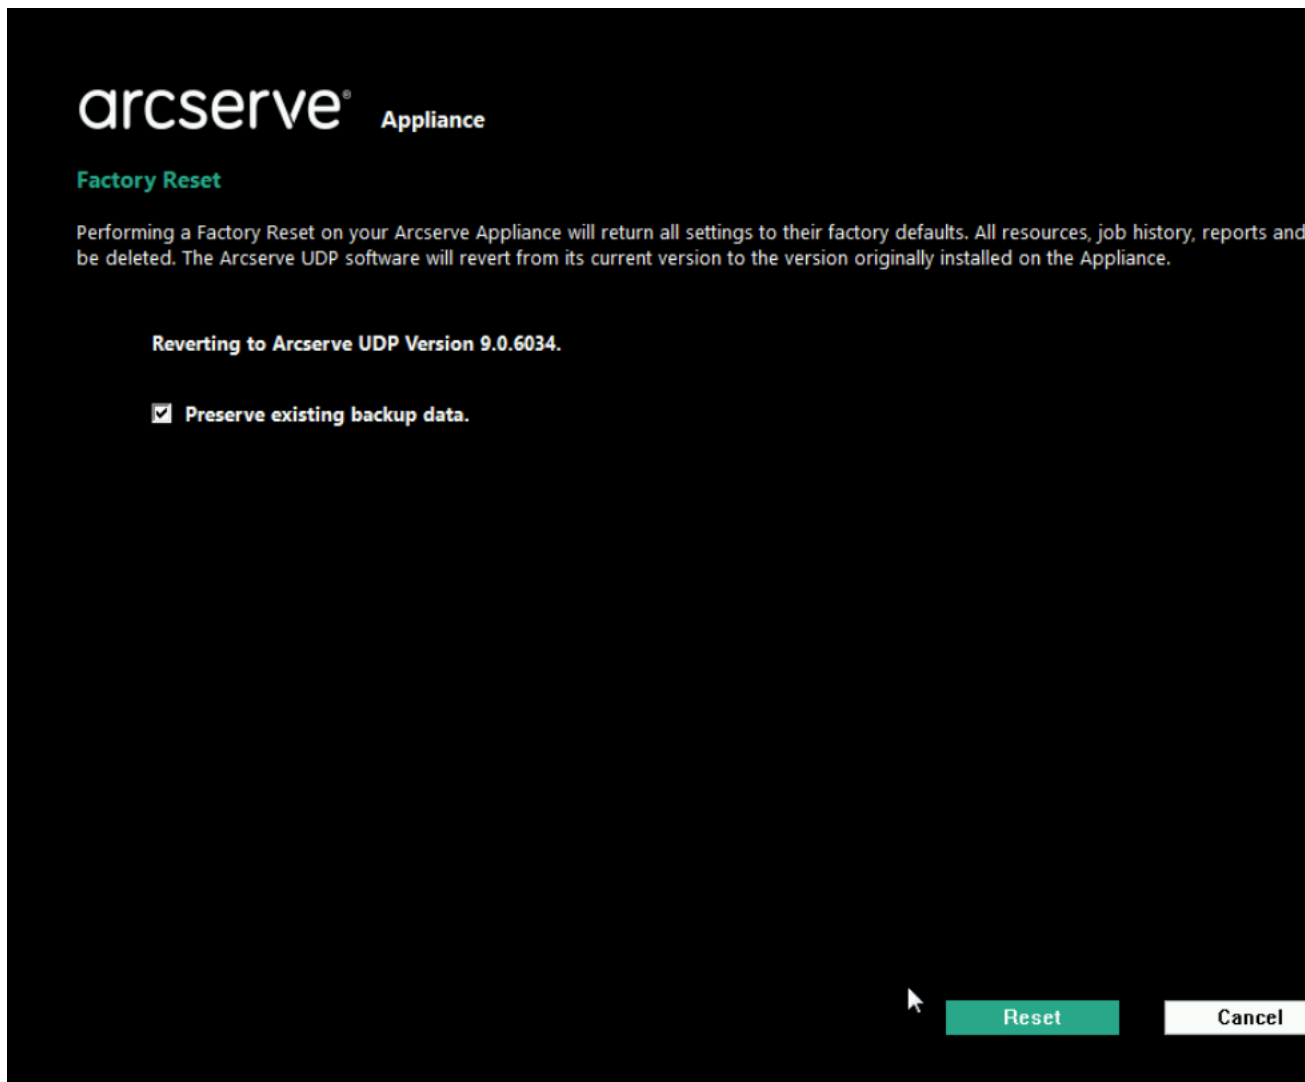 arcserve® Appliance
Factory Reset
Performing a Factory Reset on your Arcserve Appliance will return all settings to their factory defaults. All resources, job history, reports and
be deleted. The Arcserve UDP software will revert from its current version to the version originally installed on the Appliance.
Reverting to Arcserve UDP Version 9.0.6034.
Preserve existing backup data.
Reset Cancel